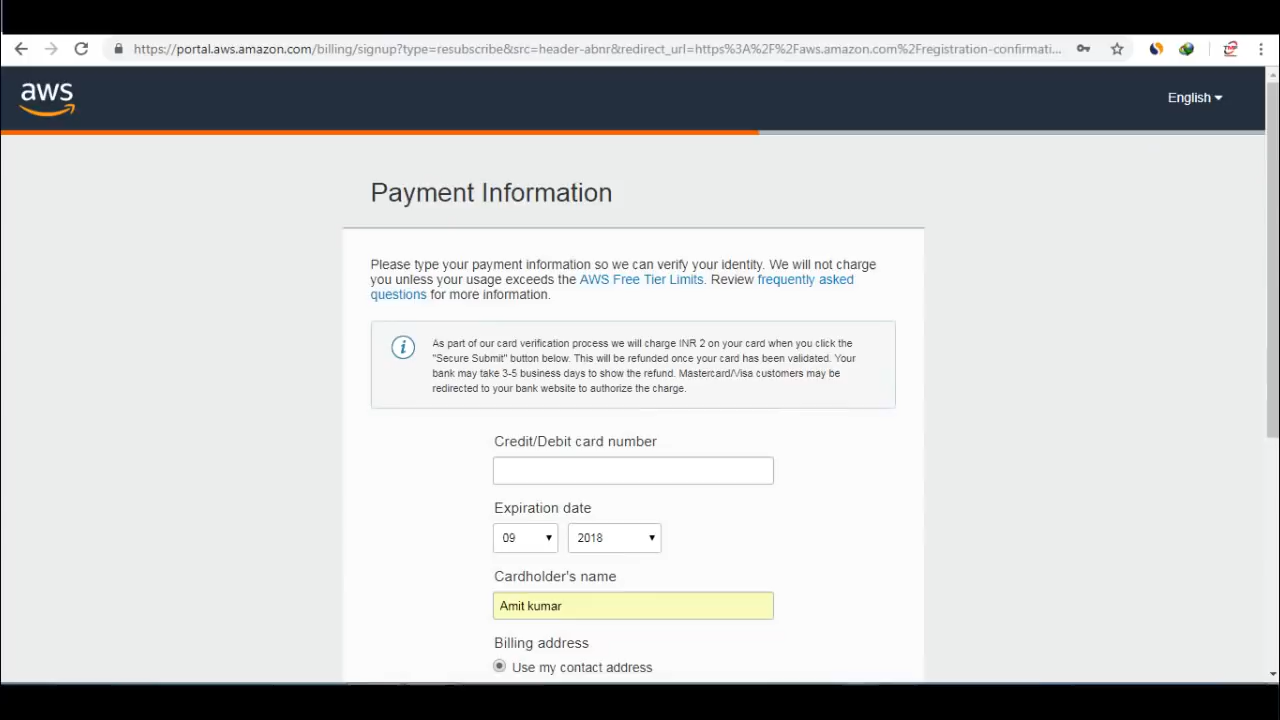 https://portal.aws.amazon.com/billing/signup?type=resubscribe&src=header-abnr&redirect_url=https%3A%2F%2Faws.amazon.com%2Fregistration-confirmati...
aws
English
Payment Information
Please type your payment information so we can verify your identity. We will not charge
you unless your usage exceeds the AWS Free Tier Limits. Review frequently asked
questions for more information.
i
As part of our card verification process we will charge INR 2 on your card when you click the
"Secure Submit" button below. This will be refunded once your card has been validated. Your
bank may take 3-5 business days to show the refund. Mastercard/Visa customers may be
redirected to your bank website to authorize the charge.
Credit/Debit card number
Expiration date
09 2018
Cardholder's name
Amit kumar
Billing address
Use my contact address